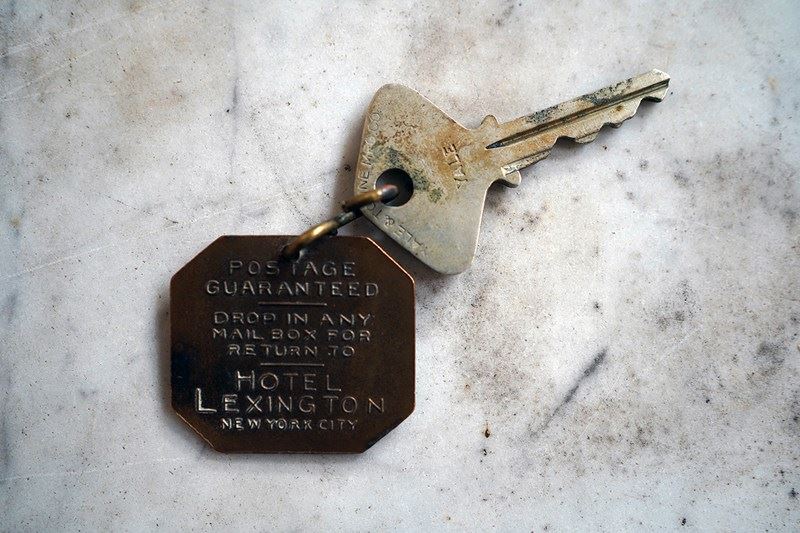 POSTAGE
GUARANTEED
DROP IN ANY
MAIL BOX FOR
RETURN TO
HOTEL
LEXINGTON
NEW YORK CITY
YALE